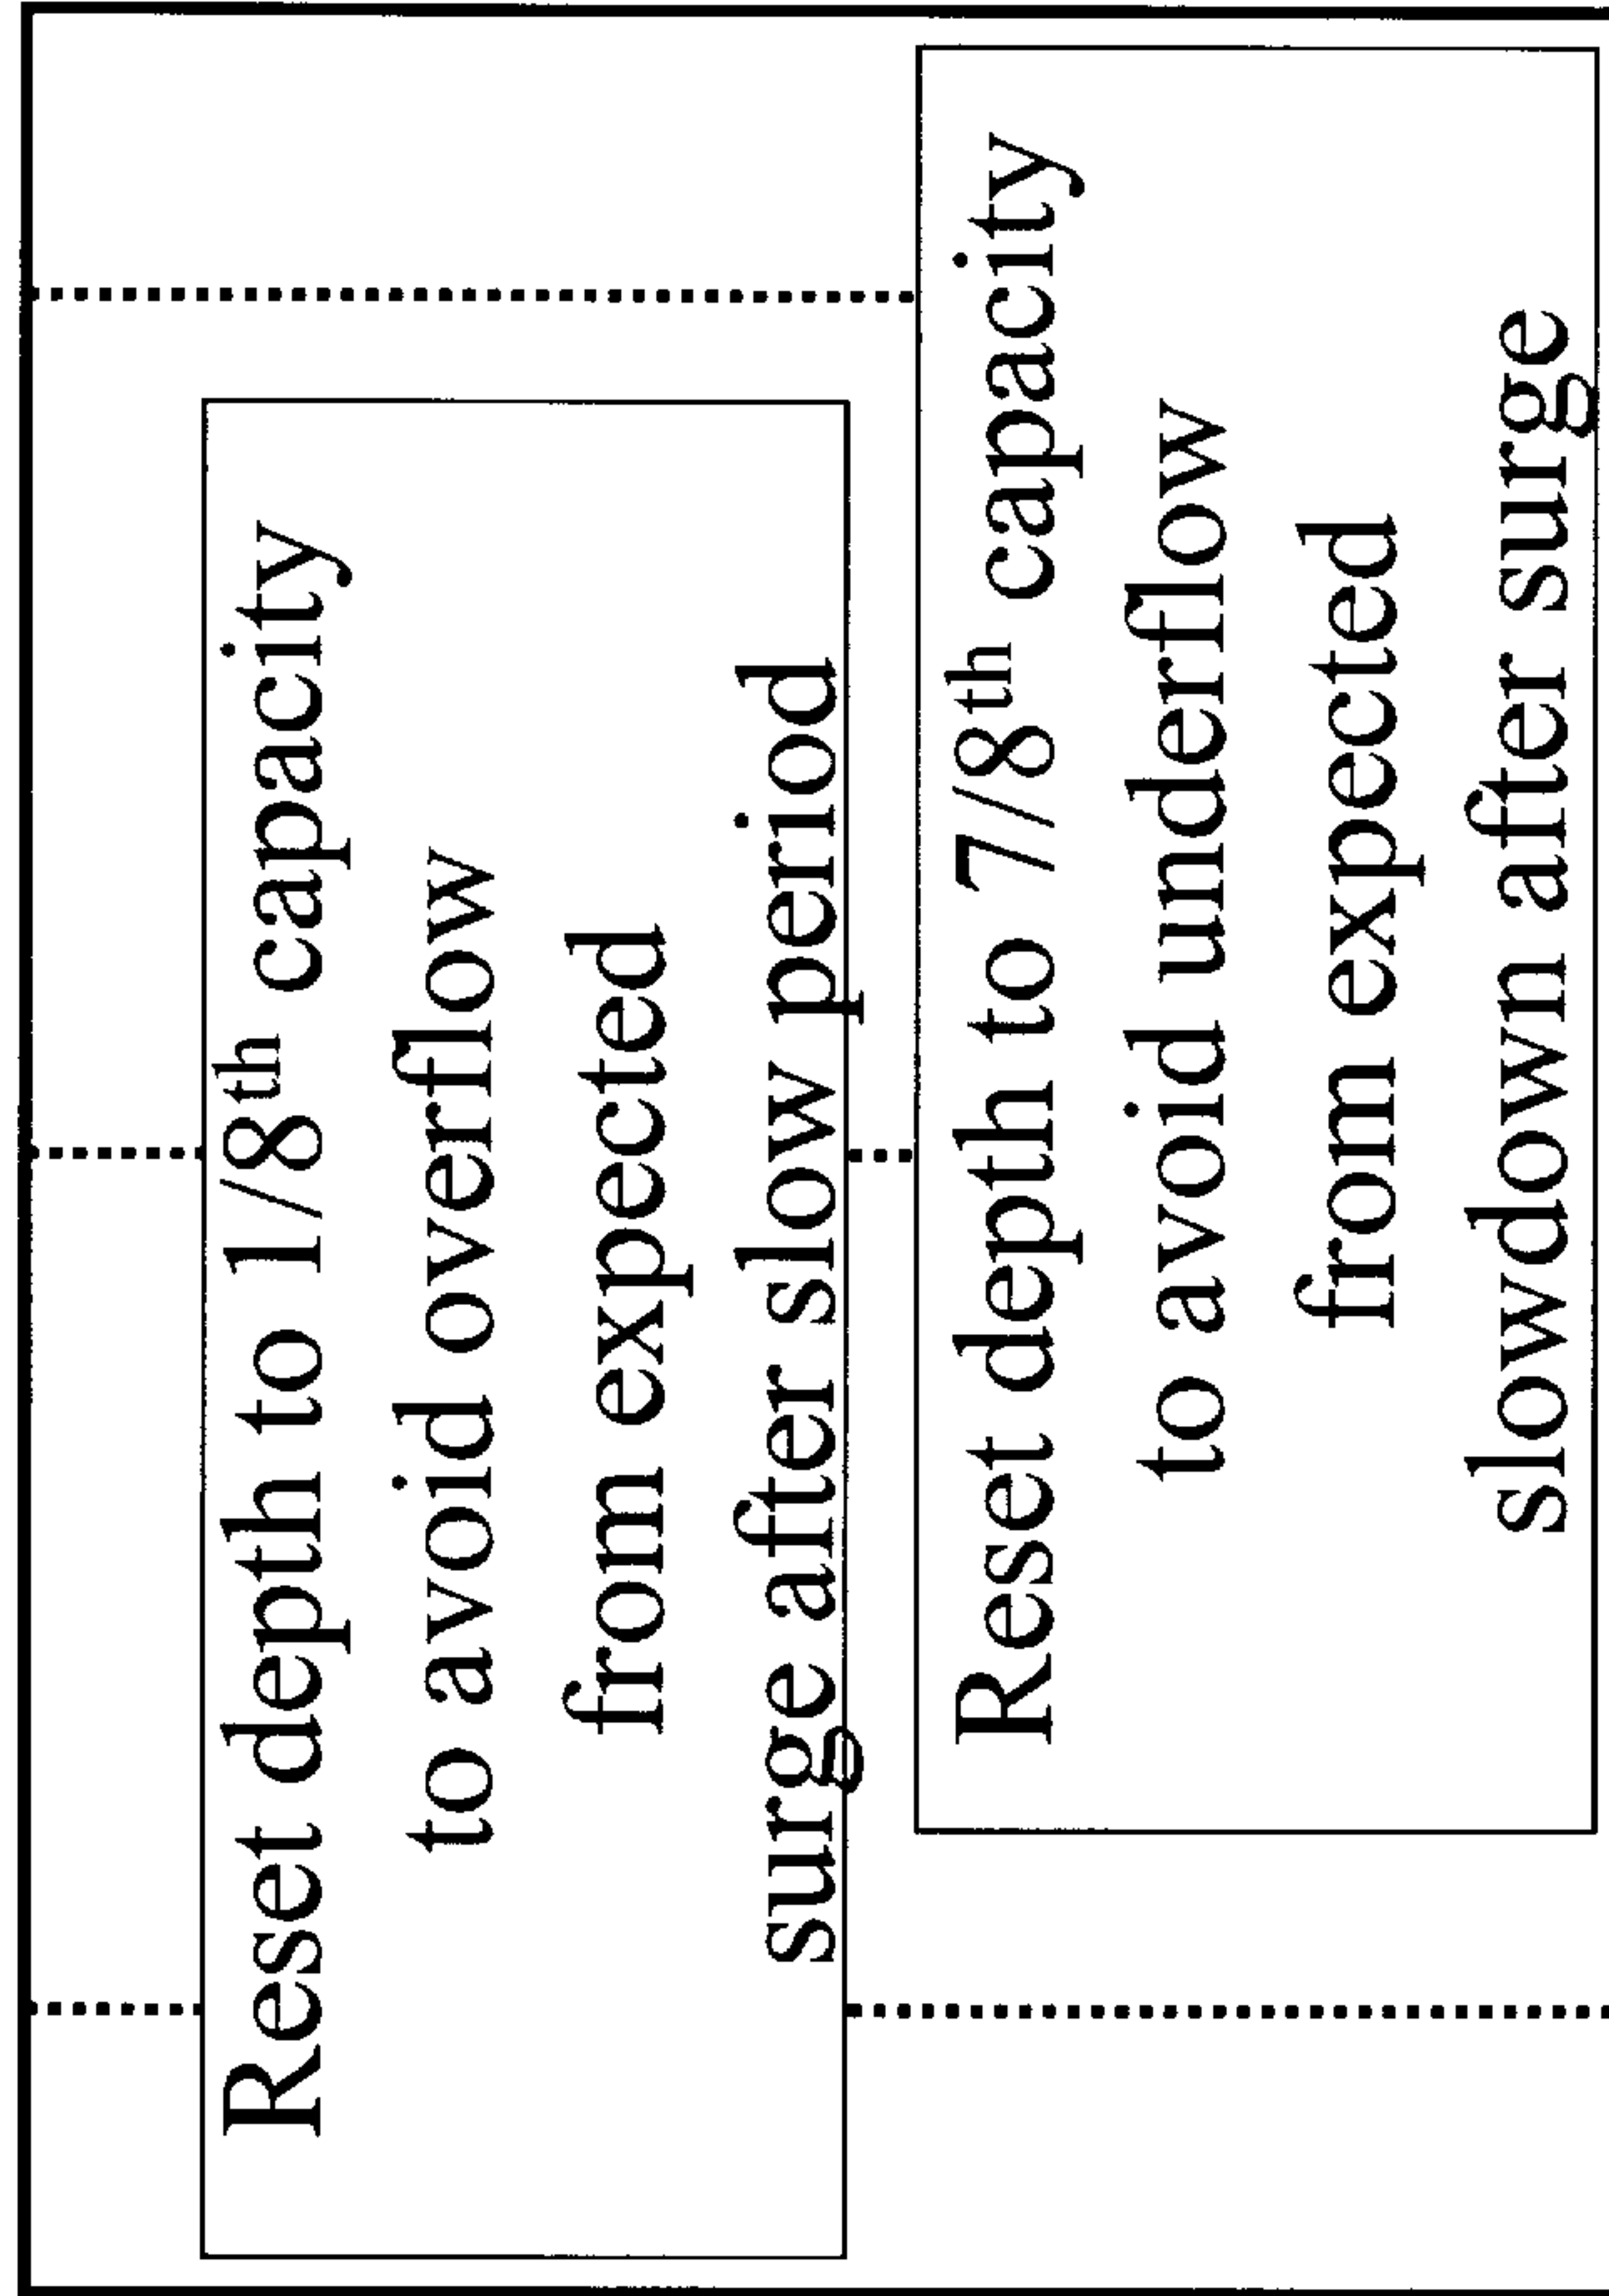 Reset depth to 1/8th capacity
to avoid overflow
from expected
surge after slow period
Reset depth to 7/8th capacity
to avoid underflow
from expected
slowdown after surge